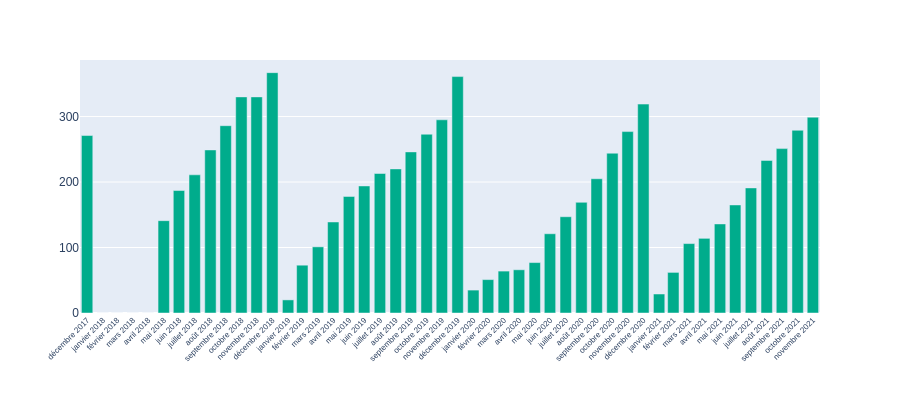 300
200
100
0
décembre 2017
janvier 2018
février 2018
mars 2018
avril 2018
mai 2018
juin 2018
juillet 2018
août 2018
septembre 2018
octobre 2018
novembre 2018
décembre 2018
janvier 2019
février 2019
mars 2019
avril 2019
mai 2019
juin 2019
juillet 2019
août 2019
septembre 2019
octobre 2019
novembre 2019
décembre 2019
janvier 2020
février 2020
mars 2020
avril 2020
mai 2020
juin 2020
juillet 2020
août 2020
septembre 2020
octobre 2020
novembre 2020
décembre 2020
janvier 2021
février 2021
mars 2021
avril 2021
mai 2021
juin 2021
juillet 2021
août 2021
septembre 2021
octobre 2021
novembre 2021